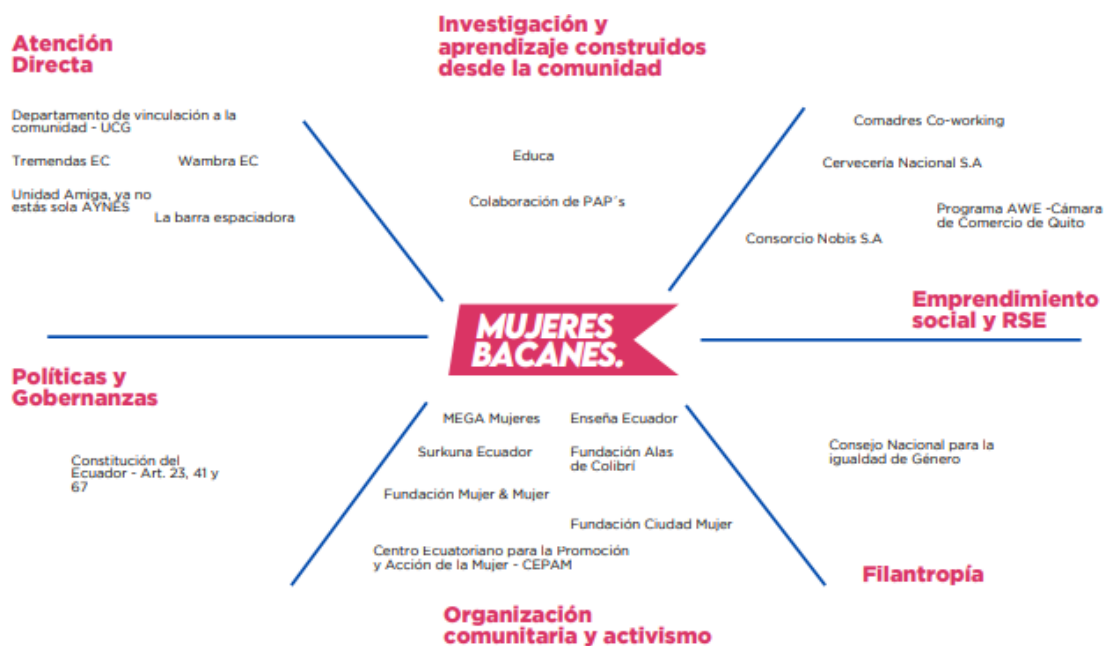 Atención
Directa
Departamento de vinculación a la
comunidad - UCG
Tremendas EC
Wambra EC
Unidad Amiga, ya no
estás sola AYNES
La barra espaciadora
Investigación y
aprendizaje construidos
desde la comunidad
Educa
Colaboración de PAP´s
Comadres Co-working
Cervecería Nacional S.A
Programa AWE -Cámara
de Comercio de Quito
Consorcio Nobis S.A
Emprendimiento
social y RSE
MUJERES
BACANES.
Políticas y
Gobernanzas
Constitución del
Ecuador - Art. 23, 41 y
67
MEGA Mujeres
Enseña Ecuador
Surkuna Ecuador
Fundación Alas
de Colibrí
Fundación Mujer & Mujer
Fundación Ciudad Mujer
Centro Ecuatoriano para la Promoción
y Acción de la Mujer - CEPAM
Organización
comunitaria y activismo
Consejo Nacional para la
igualdad de Género
Filantropía